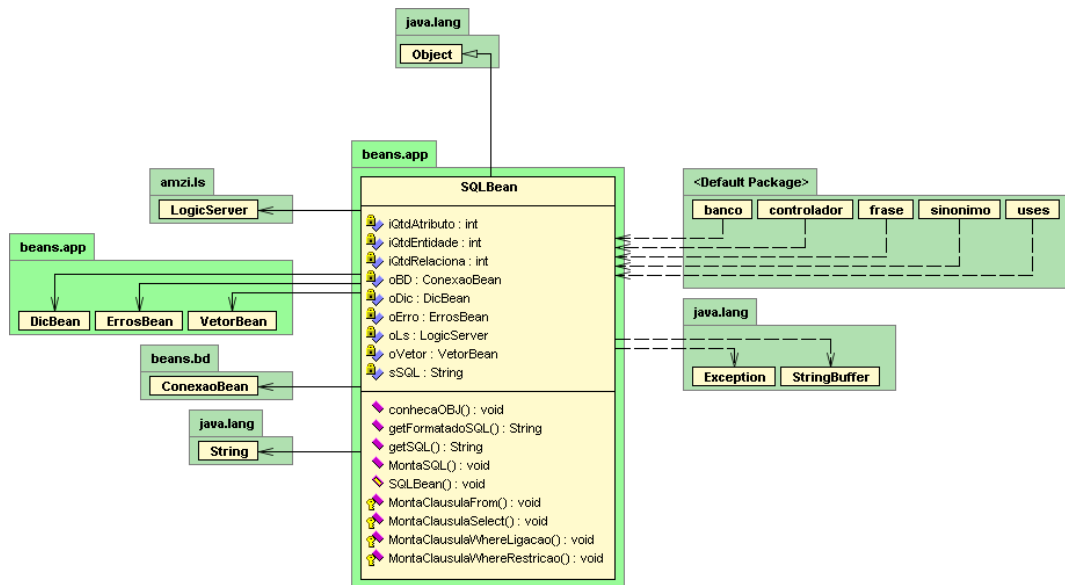 java.lang
Object
beans.app
SQLBean
iQtdAtributo : int
iQtdEntidade : int
iQtdRelaciona : int
oBD : ConexaoBean
oDic : DicBean
oErro : ErrosBean
oLs : LogicServer
oVetor : VetorBean
sSQL : String
conhecaOBJ() : void
getFormatadoSQL() : String
getSQL() : String
MontaSQL() : void
SQLBean() : void
MontaClausulaFrom() : void
MontaClausulaSelect() : void
MontaClausulaWhereLigacao() : void
MontaClausulaWhereRestricao() : void
amzi.ls
LogicServer
beans.app
DicBean ErrosBean VetorBean
beans.bd
ConexaoBean
java.lang
String
<Default Package>
banco controlador frase sinonimo uses
java.lang
Exception StringBuffer